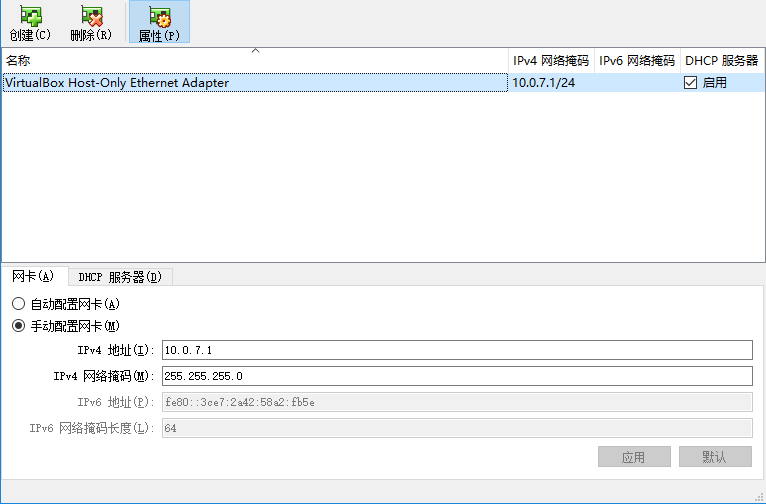 创建(C) 删除(R) 属性(P)
名称 IPv4 网络掩码 IPv6 网络掩码 DHCP 服务器
VirtualBox Host-Only Ethernet Adapter 10.0.7.1/24 启用
网卡(A) DHCP 服务器(D)
自动配置网卡(A)
手动配置网卡(M)
IPv4 地址(I): 10.0.7.1
IPv4 网络掩码(M): 255.255.255.0
IPv6 地址(P): fe80::3ce7:2a42:58a2:fb5e
IPv6 网络掩码长度(L): 64
应用 默认